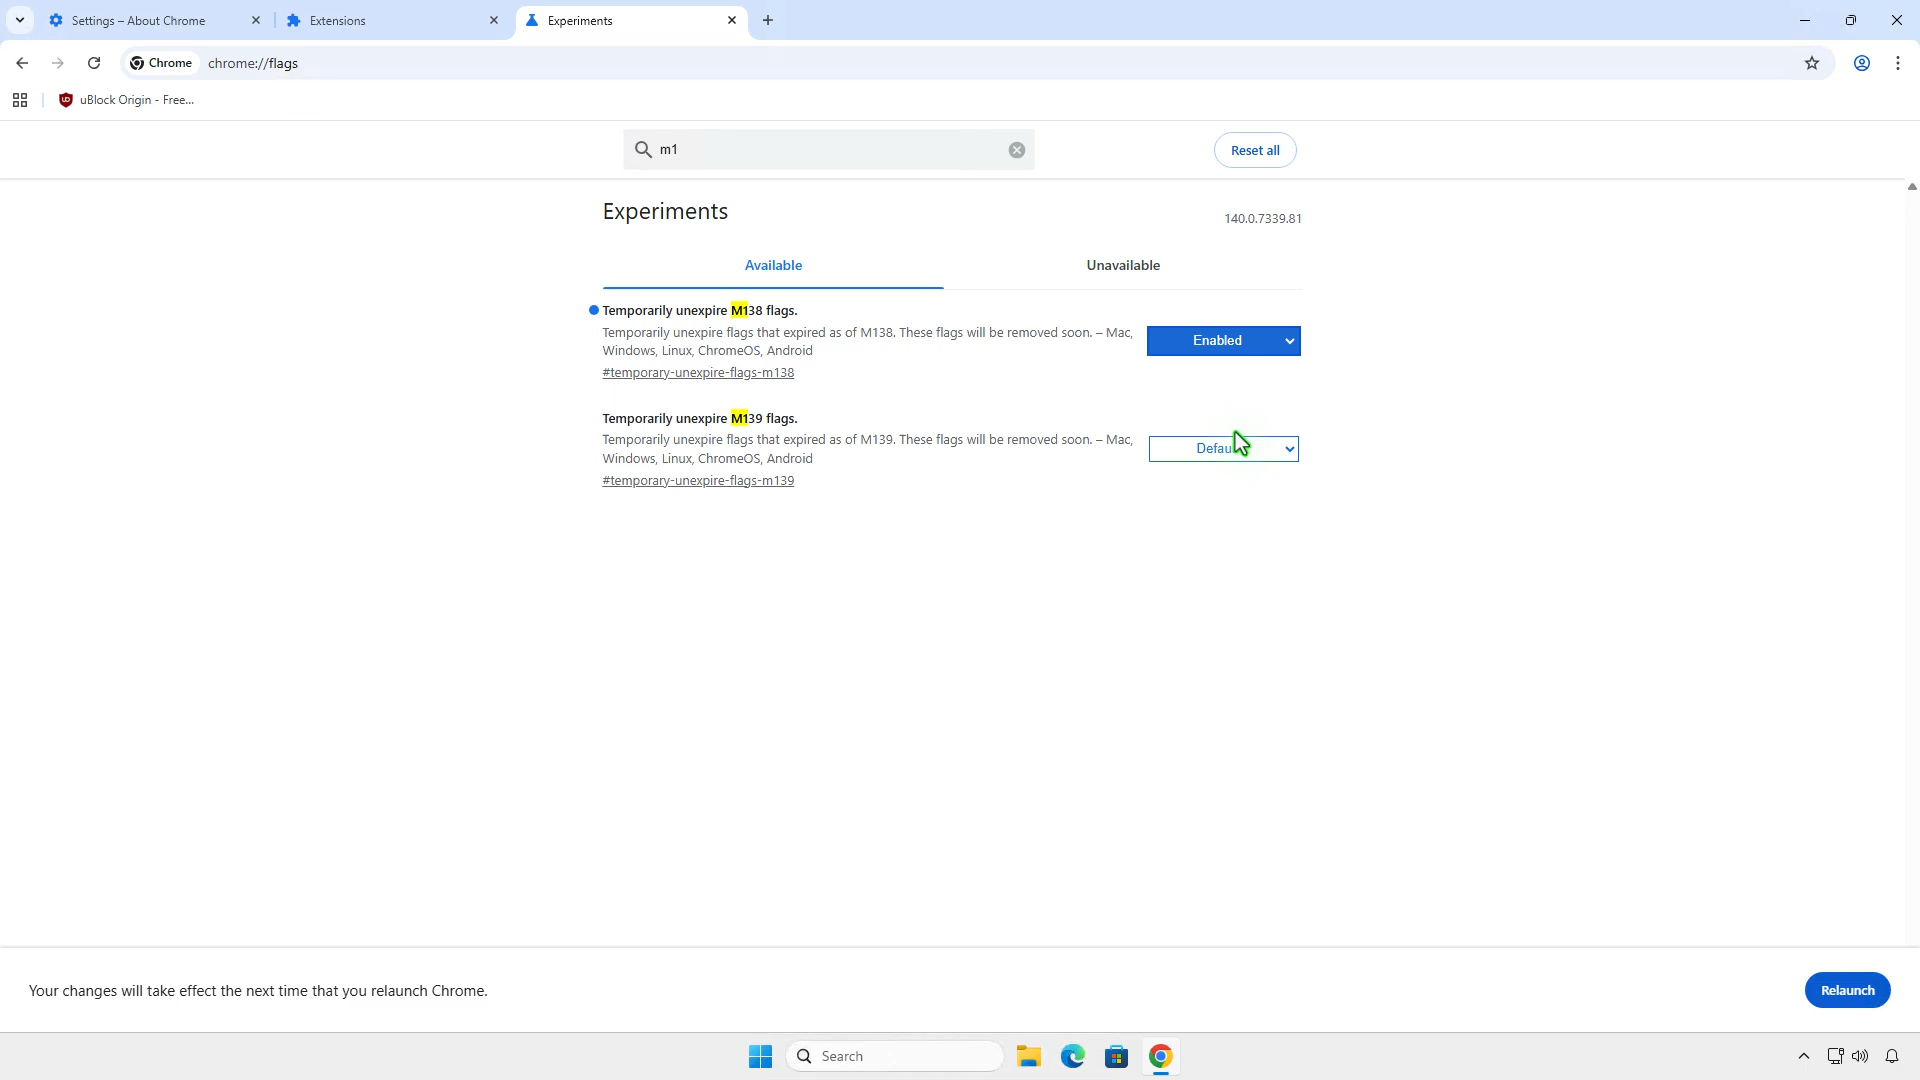 Settings – About Chrome
Extensions
Experiments
Chrome
chrome://flags
uBlock Origin - Free...
m1
Reset all
Experiments
140.0.7339.81
Available
Unavailable
Temporarily unexpire M138 flags.
Temporarily unexpire flags that expired as of M138. These flags will be removed soon. – Mac,
Windows, Linux, ChromeOS, Android
Enabled
#temporary-unexpire-flags-m138
Temporarily unexpire M139 flags.
Temporarily unexpire flags that expired as of M139. These flags will be removed soon. – Mac,
Windows, Linux, ChromeOS, Android
#temporary-unexpire-flags-m139
Your changes will take effect the next time that you relaunch Chrome.
Relaunch
Search